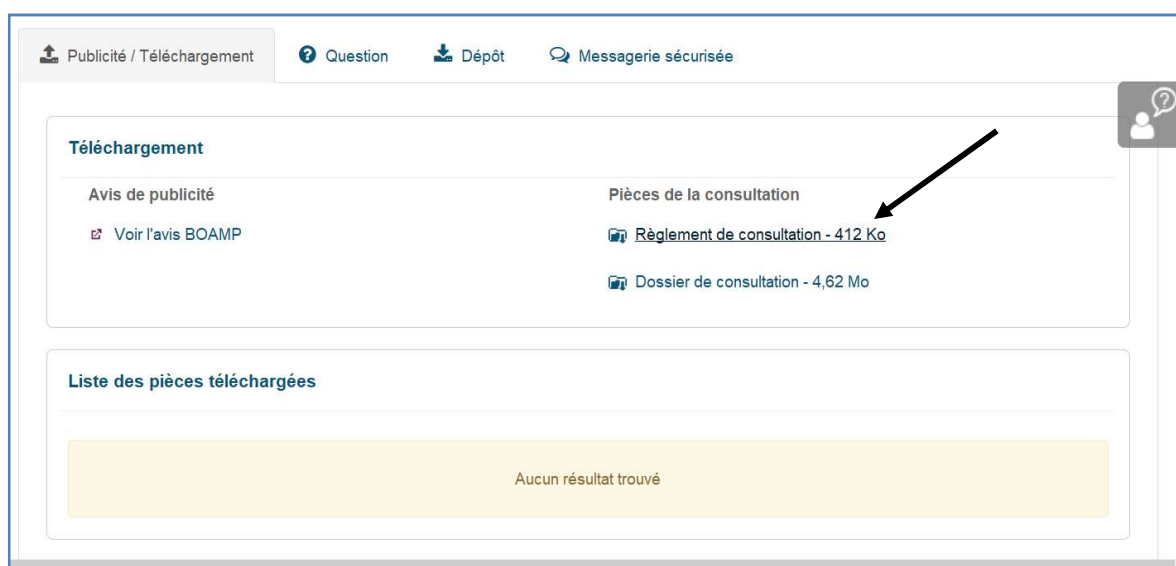 Publicité / Téléchargement Question Dépôt Messagerie sécurisée
Téléchargement
Avis de publicité
Voir l'avis BOAMP
Pièces de la consultation
Règlement de consultation - 412 Ko
Dossier de consultation - 4,62 Mo
Liste des pièces téléchargées
Aucun résultat trouvé